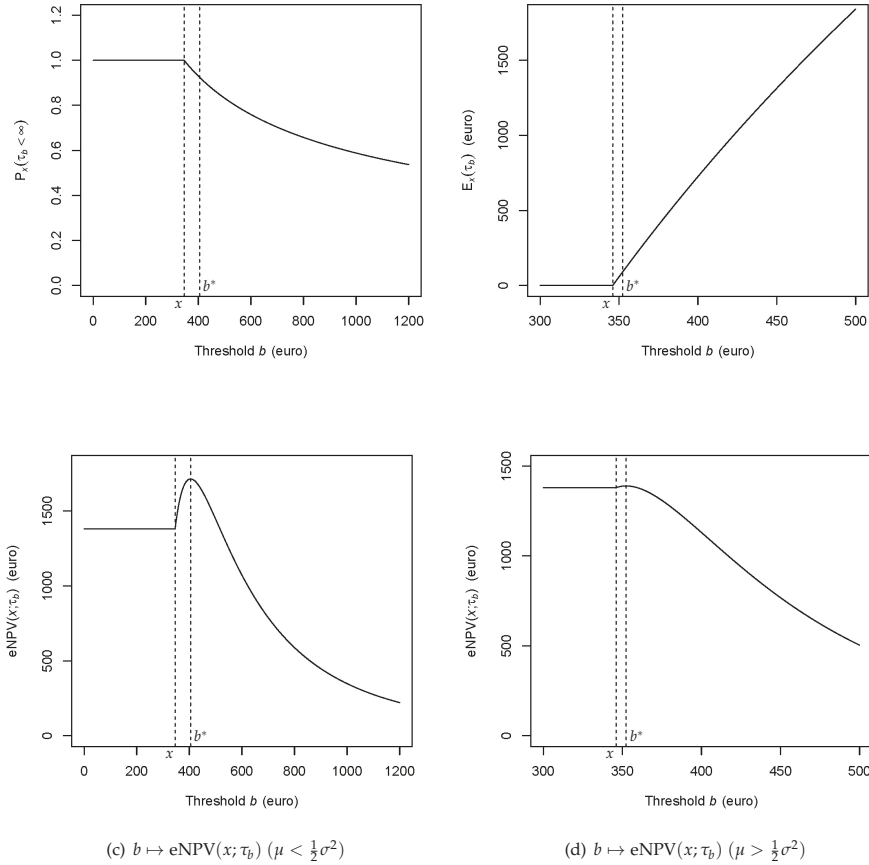 1.2
1.0
0.8
0.6
0.4
0.2
0.0
Pₓ(τ_b < ∞)
x
b*
0 200 400 600 800 1000 1200
Threshold b (euro)
1500
1000
500
0
Eₓ(τ_b) (euro)
x
b*
300 350 400 450 500
Threshold b (euro)
1500
1000
500
0
eNPV(x;τ_b) (euro)
x
b*
0 200 400 600 800 1000 1200
Threshold b (euro)
(c) b ↦ eNPV(x; τ_b) (μ < ½σ²)
1500
1000
500
0
eNPV(x;τ_b) (euro)
x
b*
300 350 400 450 500
Threshold b (euro)
(d) b ↦ eNPV(x; τ_b) (μ > ½σ²)